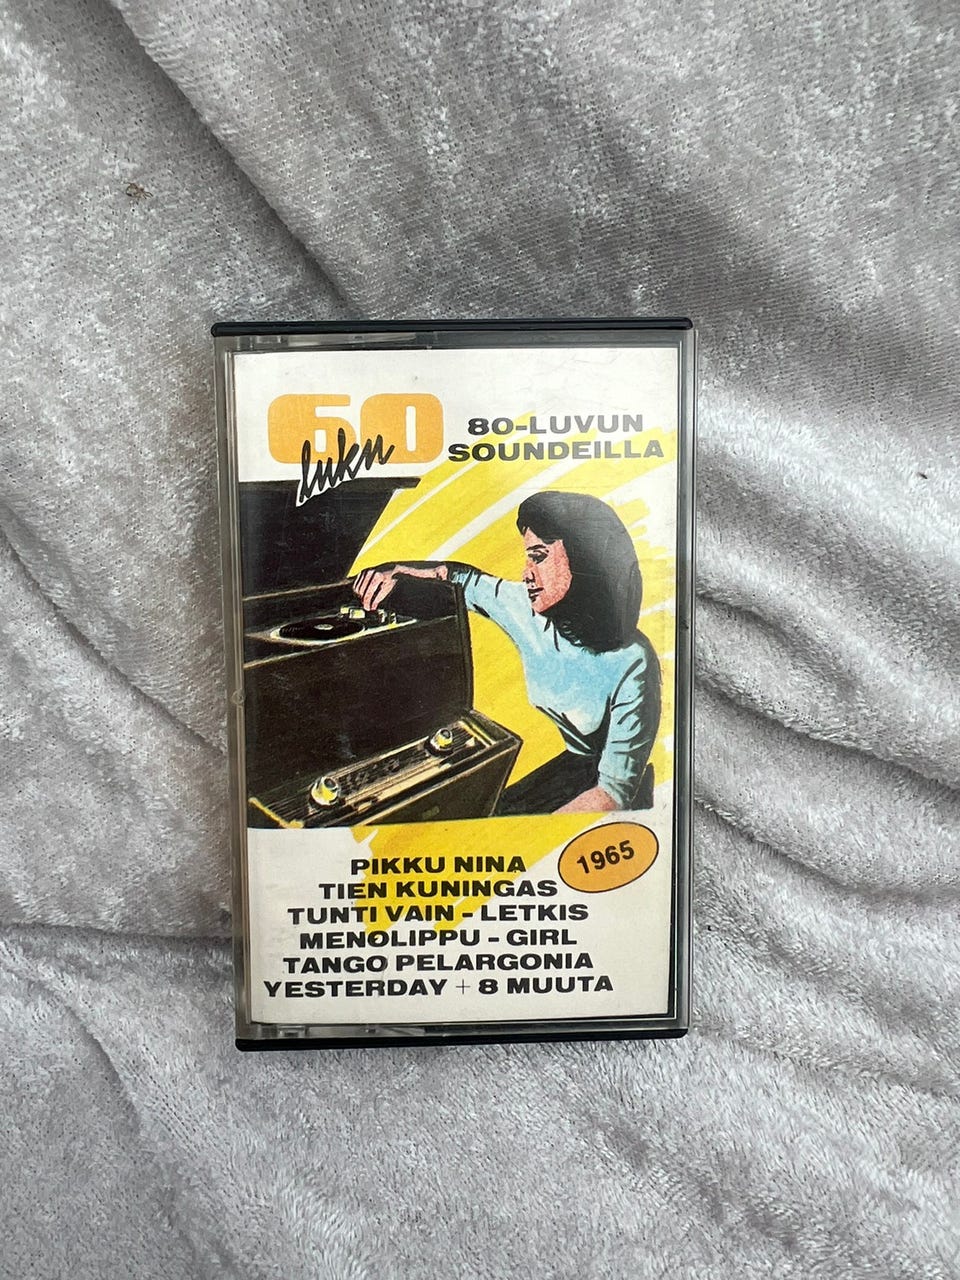 60
luku
80-LUVUN
SOUNDEILLA
1965
PIKKU NINA
TIEN KUNINGAS
TUNTI VAIN - LETKIS
MENOLIPPU - GIRL
TANGO PELARGONIA
YESTERDAY + 8 MUUTA